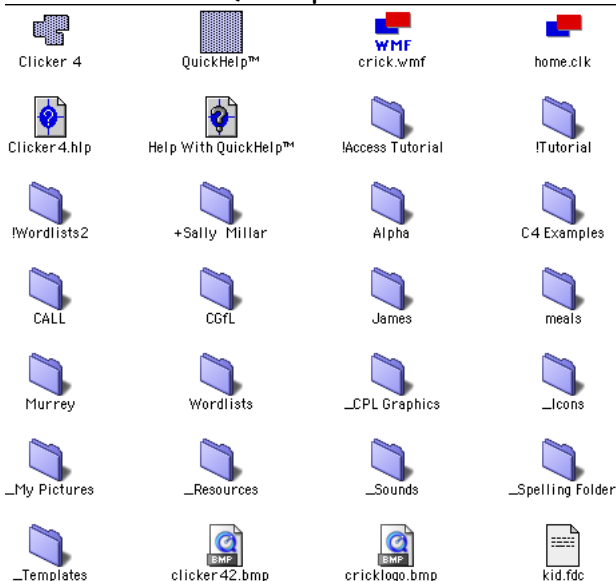 Clicker 4
QuickHelp™
WMF
crick.wmf
home.clk
Clicker4.hlp
Help With QuickHelp™
!Access Tutorial
!Tutorial
!Wordlists2
+Sally Millar
Alpha
C4 Examples
CALL
CGfL
James
meals
Murrey
Wordlists
_CPL Graphics
_Icons
_My Pictures
_Resources
_Sounds
_Spelling Folder
_Templates
BMP
clicker42.bmp
BMP
cricklogo.bmp
kid.fdc